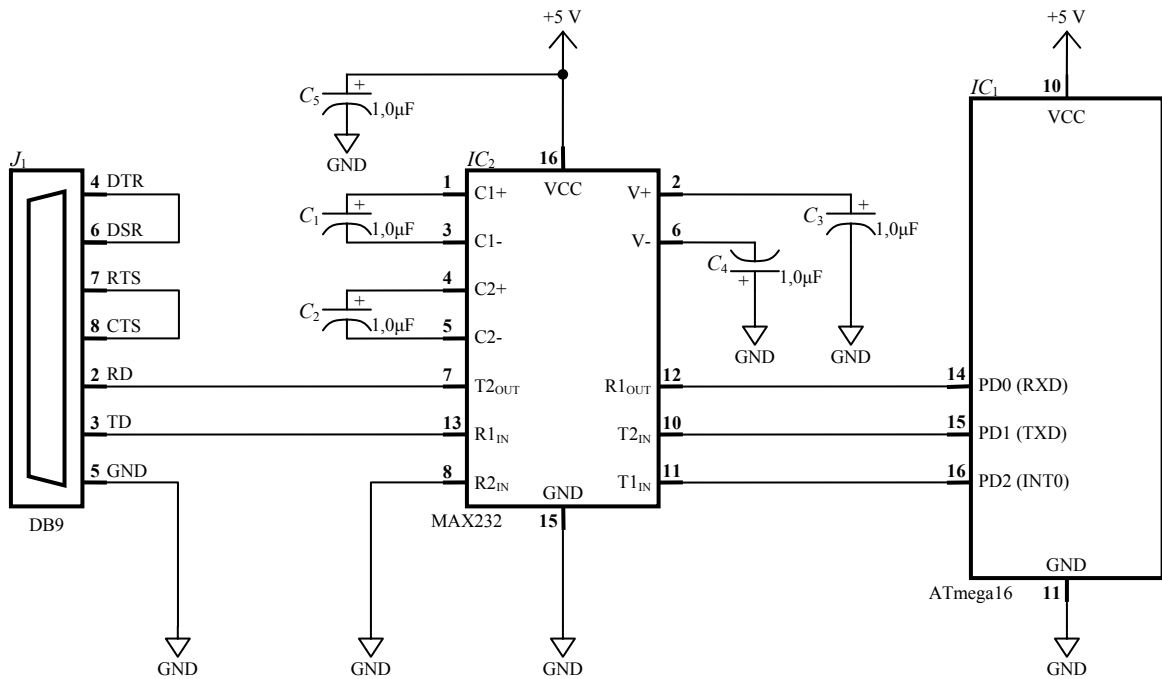 +5 V
+5 V
C5
+
1,0µF
GND
IC1
10
VCC
J1
4 DTR
6 DSR
7 RTS
8 CTS
2 RD
3 TD
5 GND
DB9
GND
C1
+
1,0µF
C2
+
1,0µF
IC2
16
VCC
1 C1+
3 C1-
4 C2+
5 C2-
7 T2OUT
13 R1IN
8 R2IN
GND
15
MAX232
V+ 2
V- 6
R1OUT 12
T2IN 10
T1IN 11
C3
+
1,0µF
C4
+
1,0µF
GND
GND
14 PD0 (RXD)
15 PD1 (TXD)
16 PD2 (INT0)
GND
ATmega16
11
GND
GND
GND